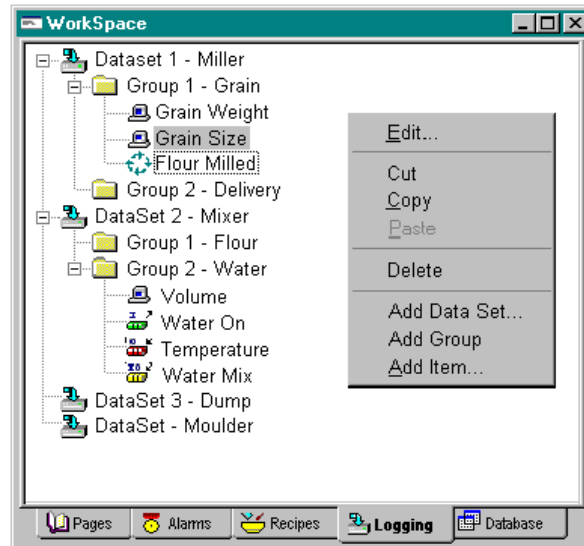 WorkSpace
Dataset 1 - Miller
Group 1 - Grain
Grain Weight
Grain Size
Flour Milled
Group 2 - Delivery
DataSet 2 - Mixer
Group 1 - Flour
Group 2 - Water
Volume
Water On
Temperature
Water Mix
DataSet 3 - Dump
DataSet - Moulder
Edit...
Cut
Copy
Paste
Delete
Add Data Set...
Add Group
Add Item...
Pages
Alarms
Recipes
Logging
Database